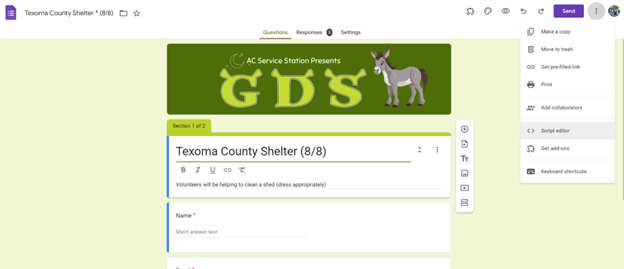 Texoma County Shelter * (8/8)
Send
Questions
Responses 3
Settings
AC Service Station Presents
GDS
Section 1 of 2
Texoma County Shelter (8/8)
B I U
Volunteers will be helping to clean a shed (dress appropriately)
Name *
Short answer text
Make a copy
Move to trash
Get pre-filled link
Print
Add collaborators
Script editor
Get add-ons
Keyboard shortcuts
Tt